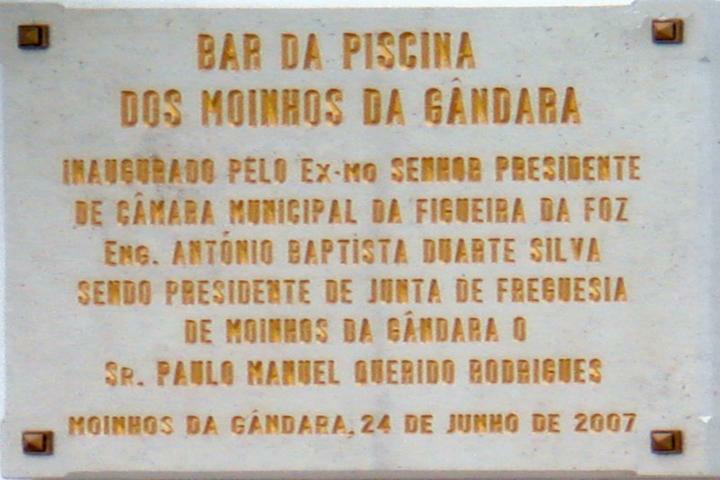 BAR DA PISCINA
DOS MOINHOS DA GÂNDARA
INAUGURADO PELO EX-MO SENHOR PRESIDENTE
DE CÂMARA MUNICIPAL DA FIGUEIRA DA FOZ
ENG. ANTÓNIO BAPTISTA DUARTE SILVA
SENDO PRESIDENTE DE JUNTA DE FREGUESIA
DE MOINHOS DA GÂNDARA O
SR. PAULO MANUEL QUERIDO RODRIGUES
MOINHOS DA GÂNDARA, 24 DE JUNHO DE 2007